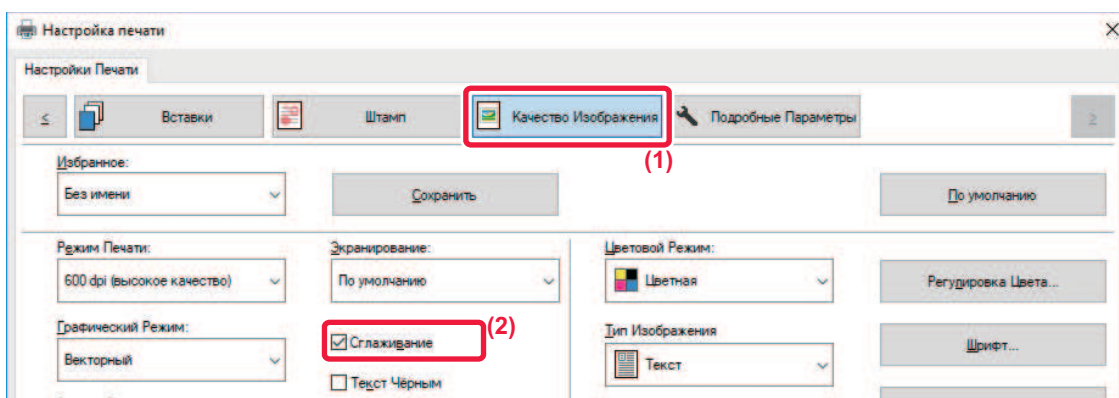 Настройка печати
Настройки Печати
< Вставки Штамп Качество Изображения Подробные Параметры >
(1)
Избранное:
Без имени Сохранить По умолчанию
Режим Печати: Экранирование: Цветовой Режим:
600 dpi (высокое качество) По умолчанию Цветная Регулировка Цвета...
Графический Режим: (2) Тип Изображения
Векторный Сглаживание Текст Шрифт...
Текст Чёрным